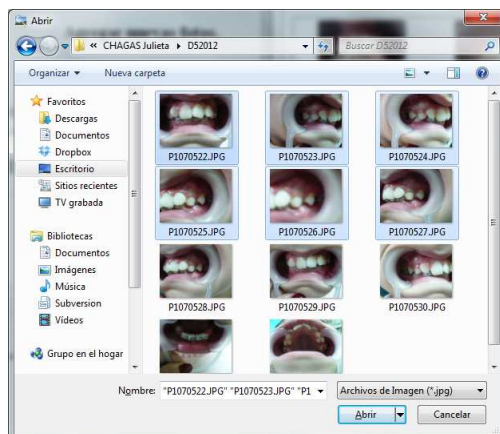 Abrir
« CHAGAS Julieta ▸ D52012
Buscar D52012
Organizar
Nueva carpeta
Favoritos
Descargas
Documentos
Dropbox
Escritorio
Sitios recientes
TV grabada
Bibliotecas
Documentos
Imágenes
Música
Subversion
Vídeos
Grupo en el hogar
P1070522.JPG
P1070523.JPG
P1070524.JPG
P1070525.JPG
P1070526.JPG
P1070527.JPG
P1070528.JPG
P1070529.JPG
P1070530.JPG
Nombre: "P1070522.JPG" "P1070523.JPG" "P1
Archivos de Imagen (*.jpg)
Abrir
Cancelar